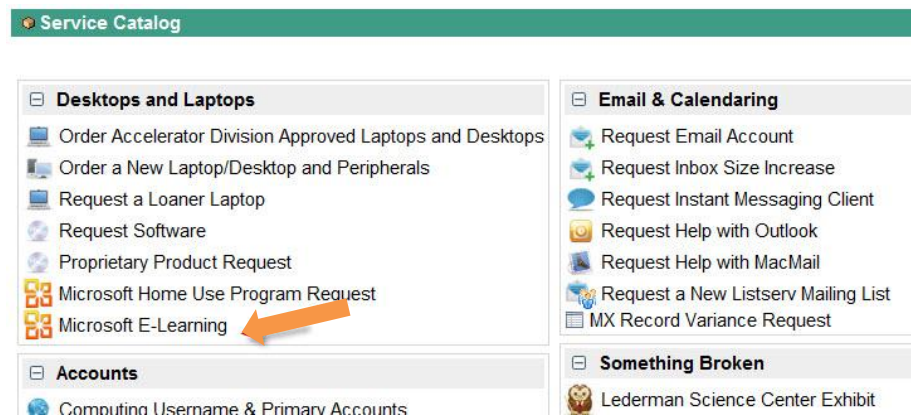 Service Catalog
Desktops and Laptops
Order Accelerator Division Approved Laptops and Desktops
Order a New Laptop/Desktop and Peripherals
Request a Loaner Laptop
Request Software
Proprietary Product Request
Microsoft Home Use Program Request
Microsoft E-Learning
Accounts
Computing Username & Primary Accounts
Email & Calendaring
Request Email Account
Request Inbox Size Increase
Request Instant Messaging Client
Request Help with Outlook
Request Help with MacMail
Request a New Listserv Mailing List
MX Record Variance Request
Something Broken
Lederman Science Center Exhibit